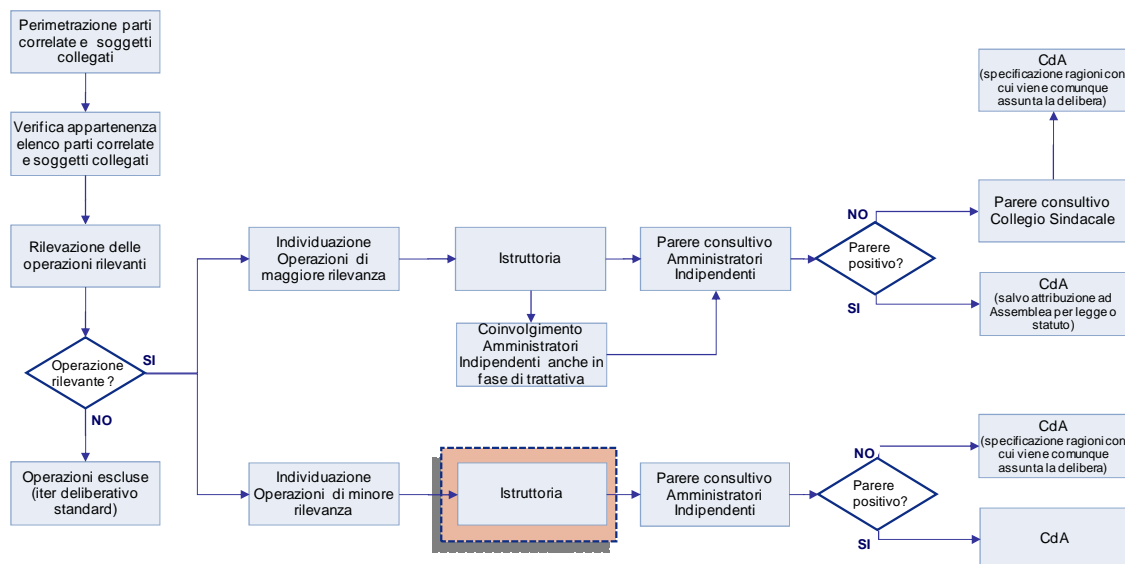 Perimetrazione parti
correlate e soggetti
collegati
Verifica appartenenza
elenco parti correlate
e soggetti collegati
Rilevazione delle
operazioni rilevanti
Operazione
rilevante?
SI
NO
Operazioni escluse
(iter deliberativo
standard)
Individuazione
Operazioni di
maggiore rilevanza
Istruttoria
Coinvolgimento
Amministratori
Indipendenti anche in
fase di trattativa
Parere consultivo
Amministratori
Indipendenti
Parere
positivo?
NO
SI
Parere consultivo
Collegio Sindacale
CdA
(specificazione ragioni con
cui viene comunque
assunta la delibera)
CdA
(salvo attribuzione ad
Assemblea per legge o
statuto)
Individuazione
Operazioni di minore
rilevanza
Istruttoria
Parere consultivo
Amministratori
Indipendenti
Parere
positivo?
NO
SI
CdA
(specificazione ragioni con
cui viene comunque
assunta la delibera)
CdA